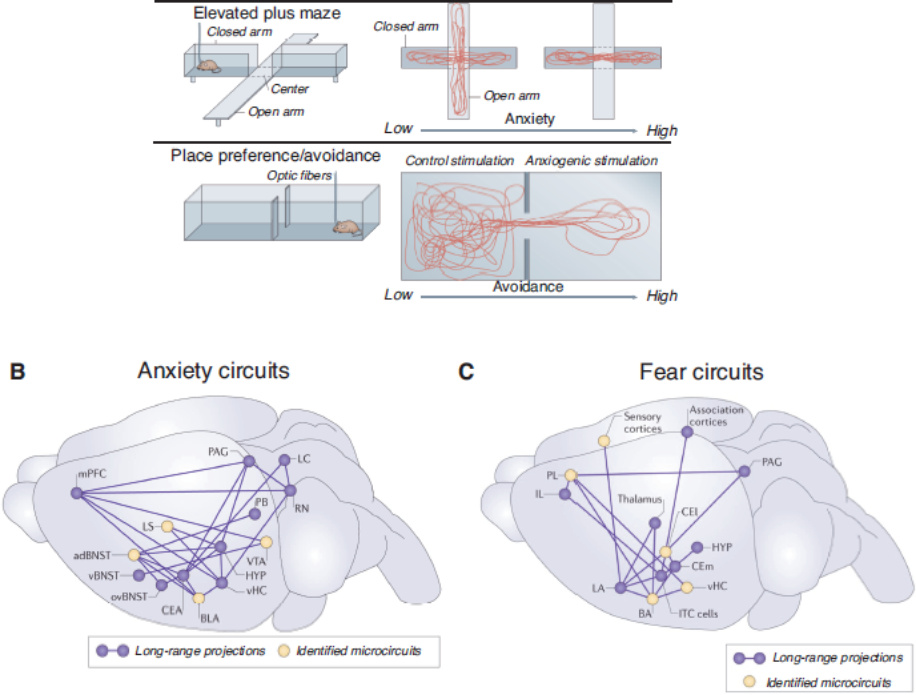 Elevated plus maze
Closed arm
Center
Open arm
Closed arm
Open arm
Anxiety
Low
High
Place preference/avoidance
Optic fibers
Control stimulation
Anxiogenic stimulation
Avoidance
Low
High
B
Anxiety circuits
mPFC
PAG
LC
PB
RN
LS
adBNST
VTA
vBNST
HYP
ovBNST
vHC
CEA
BLA
Long-range projections
Identified microcircuits
C
Fear circuits
Sensory
cortices
Association
cortices
PL
PAG
IL
Thalamus
CEl
HYP
CEm
LA
vHC
BA
ITC cells
Long-range projections
Identified microcircuits